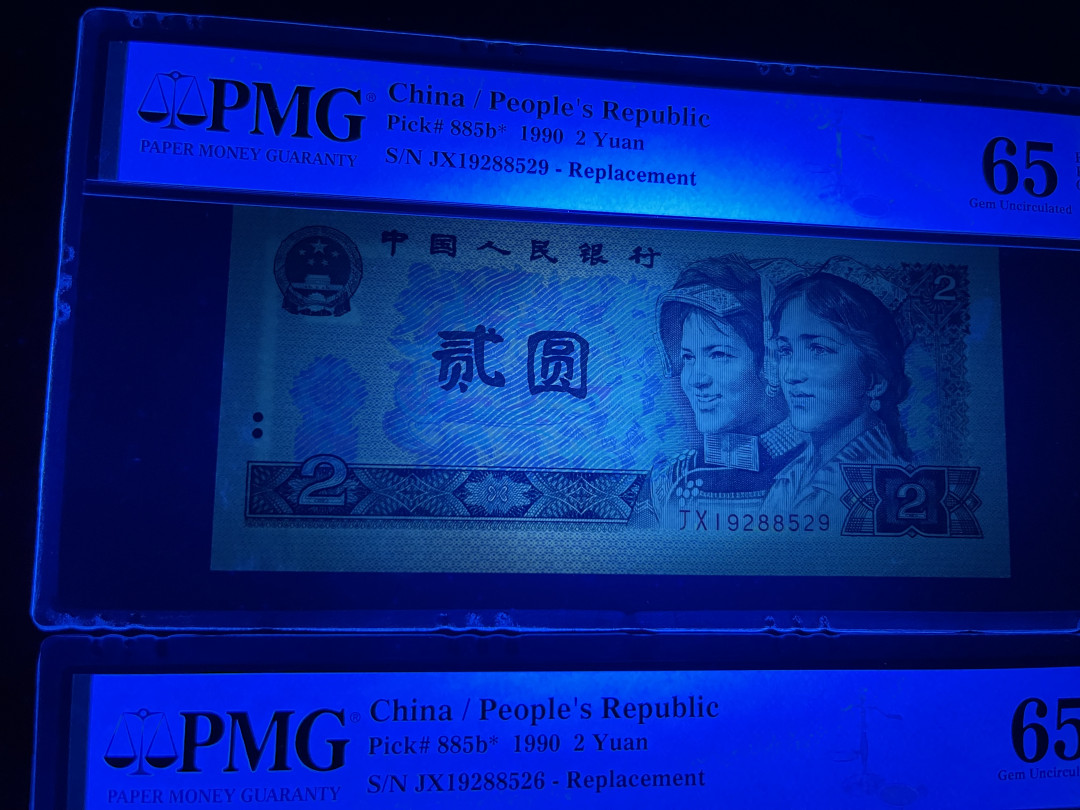 PMG®
PAPER MONEY GUARANTY
China / People's Republic
Pick# 885b* 1990 2 Yuan
S/N JX19288529 - Replacement
65
Gem Uncirculated
中国人民银行
2
贰圆
2
JX19288529
2
PMG®
PAPER MONEY GUARANTY
China / People's Republic
Pick# 885b* 1990 2 Yuan
S/N JX19288526 - Replacement
65
Gem